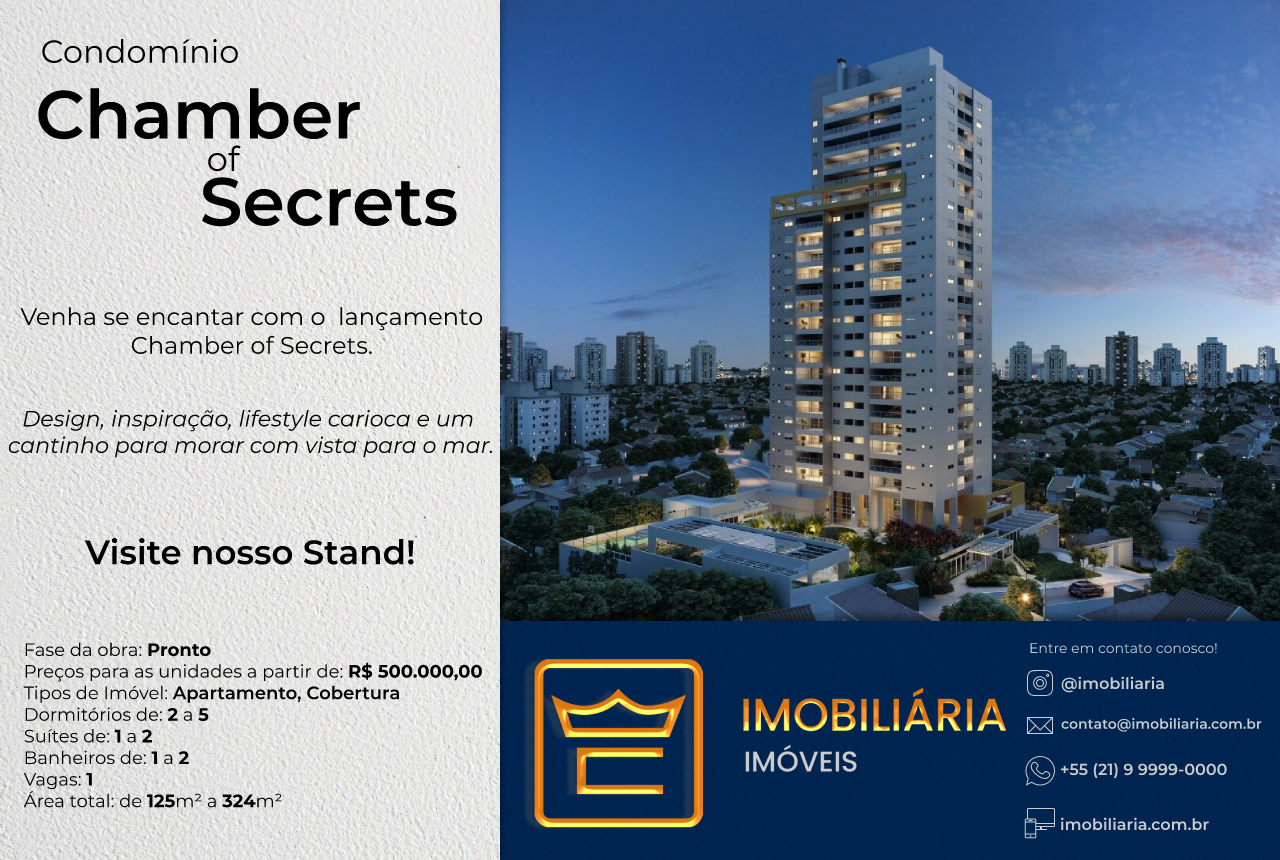 Condomínio
Chamber
of
Secrets
Venha se encantar com o  lançamento
Chamber of Secrets.
Design, inspiração, lifestyle carioca e um
cantinho para morar com vista para o mar.
Visite nosso Stand!
Fase da obra: Pronto
Preços para as unidades a partir de: R$ 500.000,00
Tipos de Imóvel: Apartamento, Cobertura
Dormitórios de: 2 a 5
Suítes de: 1 a 2
Banheiros de: 1 a 2
Vagas: 1
Área total: de 125m² a 324m²
IMOBILIÁRIA
IMÓVEIS
Entre em contato conosco!
@imobiliaria
contato@imobiliaria.com.br
+55 (21) 9 9999-0000
imobiliaria.com.br